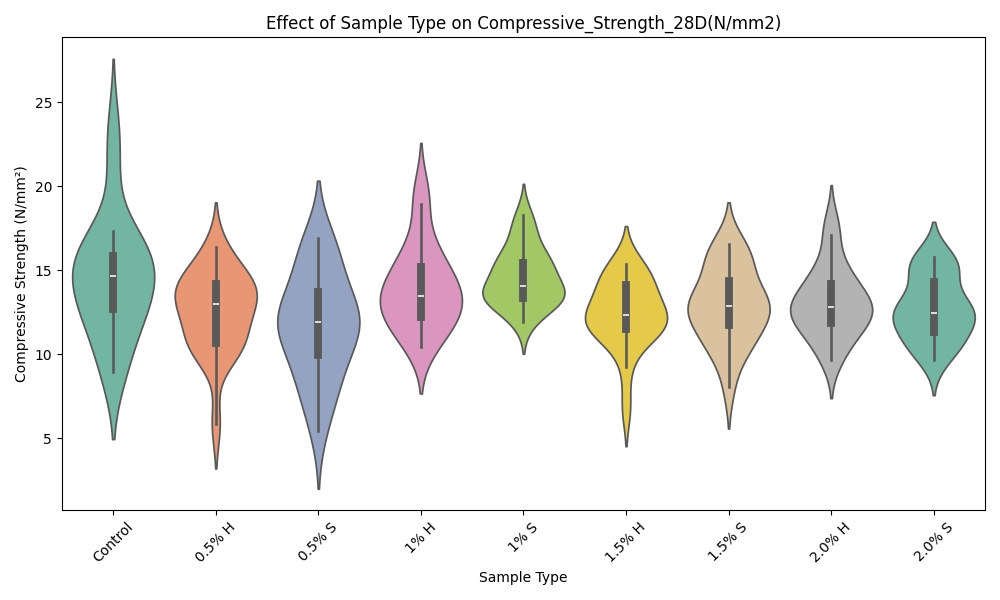 Effect of Sample Type on Compressive_Strength_28D(N/mm2)
Compressive Strength (N/mm²)
25
20
15
10
5
Control
0.5% H
0.5% S
1% H
1% S
1.5% H
1.5% S
2.0% H
2.0% S
Sample Type